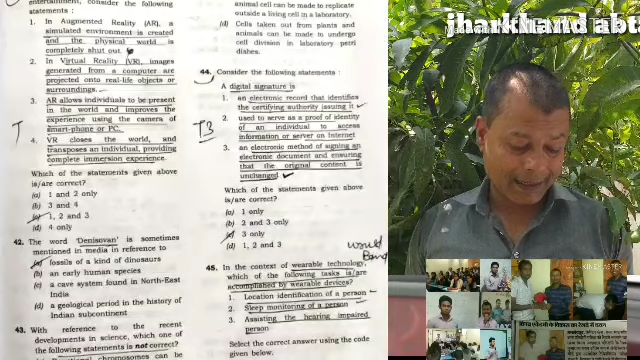 entertainment, consider the following
statements :
1. In Augmented Reality (AR), a
simulated environment is created
and the physical world is
completely shut out
2. In Virtual Reality (VR), images
generated from a computer are
projected onto real-life objects or
surroundings.
3. AR allows individuals to be present
in the world and improves the
experience using the camera of
smart-phone or PC.
4. VR closes the world, and
transposes an individual, providing
complete immersion experience.
Which of the statements given above
is/are correct?
(a) 1 and 2 only
(b) 3 and 4
(c) 1, 2 and 3
(d) 4 only
42. The word 'Denisovan' is sometimes
mentioned in media in reference to
(a) fossils of a kind of dinosaurs
(b) an early human species
(c) a cave system found in North-East
India
(d) a geological period in the history of
Indian subcontinent
43. With reference to the recent
developments in science, which one of
the following statements is not correct?
chromosomes can be
animal cell can be made to replicate
outside a living cell in a laboratory.
(d) Cells taken out from plants and
animals can be made to undergo
cell division in laboratory petri
dishes.
44. Consider the following statements :
A digital signature is
1. an electronic record that identifies
the certifying authority issuing it
2. used to serve as a proof of identity
of an individual to access
information or server on Internet
3. an electronic method of signing an
electronic document and ensuring
that the original content is
unchanged
Which of the statements given above
is/are correct?
(a) 1 only
(b) 2 and 3 only
(c) 3 only
(d) 1, 2 and 3
45. In the context of wearable technology,
which of the following tasks is/are
accomplished by wearable devices?
1. Location identification of a person
2. Sleep monitoring of a person
3. Assisting the hearing impaired
person
Select the correct answer using the code
given below.
jharkhand abta
KINEMASTER